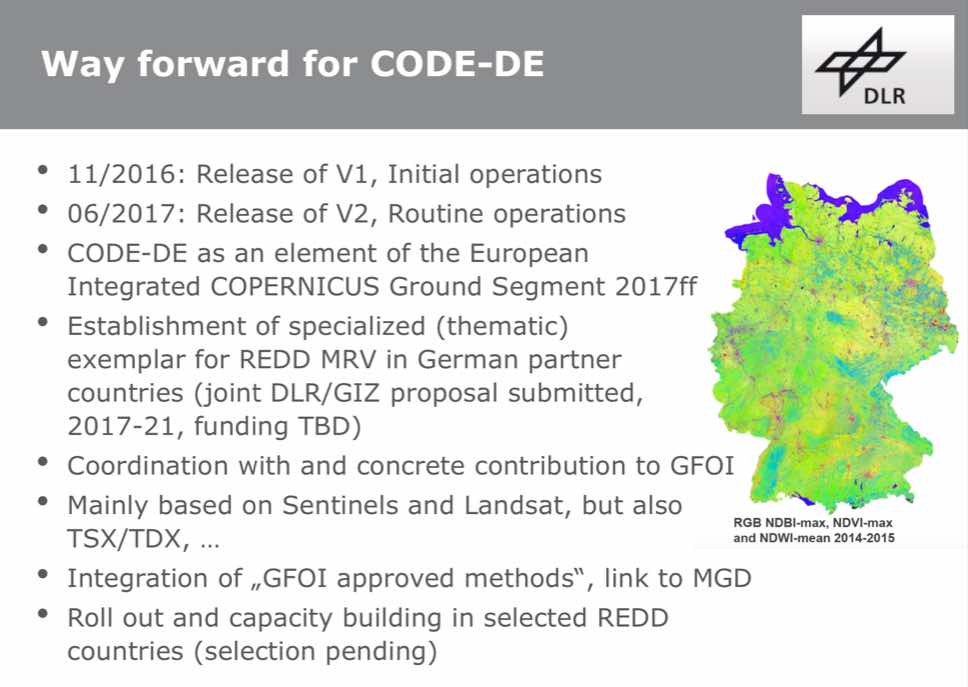 Way forward for CODE-DE
DLR
• 11/2016: Release of V1, Initial operations
• 06/2017: Release of V2, Routine operations
• CODE-DE as an element of the European
Integrated COPERNICUS Ground Segment 2017ff
• Establishment of specialized (thematic)
exemplar for REDD MRV in German partner
countries (joint DLR/GIZ proposal submitted,
2017-21, funding TBD)
• Coordination with and concrete contribution to GFOI
• Mainly based on Sentinels and Landsat, but also
TSX/TDX, …
• Integration of „GFOI approved methods‟, link to MGD
• Roll out and capacity building in selected REDD
countries (selection pending)
RGB NDBI-max, NDVI-max
and NDWI-mean 2014-2015